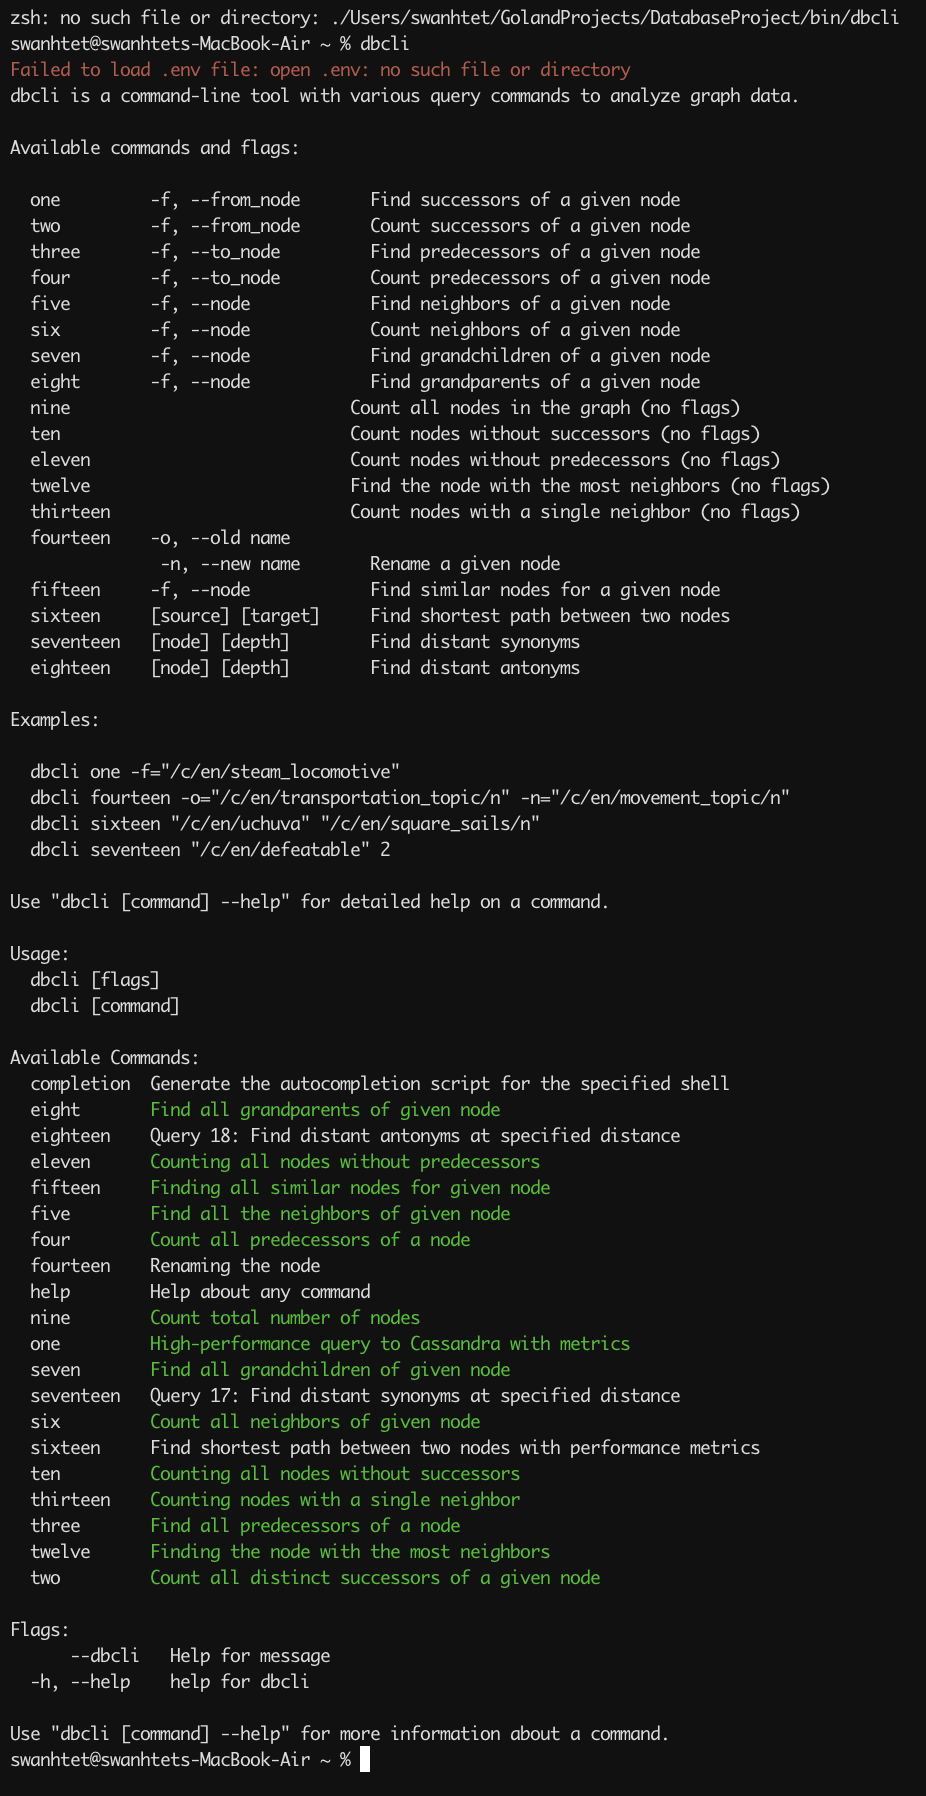 zsh: no such file or directory: ./Users/swanhtet/GolandProjects/DatabaseProject/bin/dbcli
swanhtet@swanhtets-MacBook-Air ~ % dbcli
Failed to load .env file: open .env: no such file or directory
dbcli is a command-line tool with various query commands to analyze graph data.

Available commands and flags:

  one         -f, --from_node       Find successors of a given node
  two         -f, --from_node       Count successors of a given node
  three       -f, --to_node         Find predecessors of a given node
  four        -f, --to_node         Count predecessors of a given node
  five        -f, --node            Find neighbors of a given node
  six         -f, --node            Count neighbors of a given node
  seven       -f, --node            Find grandchildren of a given node
  eight       -f, --node            Find grandparents of a given node
  nine                            Count all nodes in the graph (no flags)
  ten                             Count nodes without successors (no flags)
  eleven                          Count nodes without predecessors (no flags)
  twelve                          Find the node with the most neighbors (no flags)
  thirteen                        Count nodes with a single neighbor (no flags)
  fourteen    -o, --old name
               -n, --new name       Rename a given node
  fifteen     -f, --node            Find similar nodes for a given node
  sixteen     [source] [target]     Find shortest path between two nodes
  seventeen   [node] [depth]        Find distant synonyms
  eighteen    [node] [depth]        Find distant antonyms

Examples:

  dbcli one -f="/c/en/steam_locomotive"
  dbcli fourteen -o="/c/en/transportation_topic/n" -n="/c/en/movement_topic/n"
  dbcli sixteen "/c/en/uchuva" "/c/en/square_sails/n"
  dbcli seventeen "/c/en/defeatable" 2

Use "dbcli [command] --help" for detailed help on a command.

Usage:
  dbcli [flags]
  dbcli [command]

Available Commands:
  completion  Generate the autocompletion script for the specified shell
  eight       Find all grandparents of given node
  eighteen    Query 18: Find distant antonyms at specified distance
  eleven      Counting all nodes without predecessors
  fifteen     Finding all similar nodes for given node
  five        Find all the neighbors of given node
  four        Count all predecessors of a node
  fourteen    Renaming the node
  help        Help about any command
  nine        Count total number of nodes
  one         High-performance query to Cassandra with metrics
  seven       Find all grandchildren of given node
  seventeen   Query 17: Find distant synonyms at specified distance
  six         Count all neighbors of given node
  sixteen     Find shortest path between two nodes with performance metrics
  ten         Counting all nodes without successors
  thirteen    Counting nodes with a single neighbor
  three       Find all predecessors of a node
  twelve      Finding the node with the most neighbors
  two         Count all distinct successors of a given node

Flags:
      --dbcli   Help for message
  -h, --help    help for dbcli

Use "dbcli [command] --help" for more information about a command.
swanhtet@swanhtets-MacBook-Air ~ %